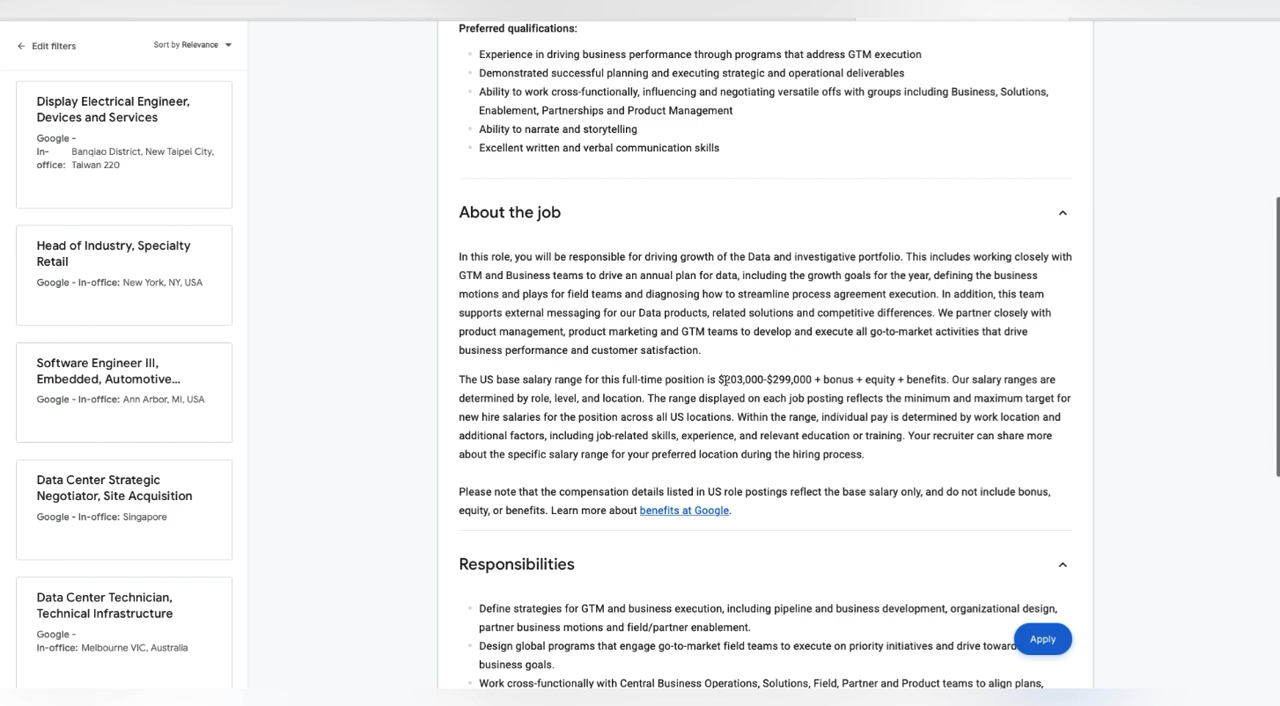 Edit filters
Sort by Relevance
Display Electrical Engineer,
Devices and Services
Google -
In-
office:
Banqiao District, New Taipei City,
Taiwan 220
Head of Industry, Specialty
Retail
Google - In-office: New York, NY, USA
Software Engineer III,
Embedded, Automotive...
Google - In-office: Ann Arbor, MI, USA
Data Center Strategic
Negotiator, Site Acquisition
Google - In-office: Singapore
Data Center Technician,
Technical Infrastructure
Google -
In-office: Melbourne VIC, Australia
Preferred qualifications:
Experience in driving business performance through programs that address GTM execution
Demonstrated successful planning and executing strategic and operational deliverables
Ability to work cross-functionally, influencing and negotiating versatile offs with groups including Business, Solutions,
Enablement, Partnerships and Product Management
Ability to narrate and storytelling
Excellent written and verbal communication skills
About the job
In this role, you will be responsible for driving growth of the Data and investigative portfolio. This includes working closely with
GTM and Business teams to drive an annual plan for data, including the growth goals for the year, defining the business
motions and plays for field teams and diagnosing how to streamline process agreement execution. In addition, this team
supports external messaging for our Data products, related solutions and competitive differences. We partner closely with
product management, product marketing and GTM teams to develop and execute all go-to-market activities that drive
business performance and customer satisfaction.
The US base salary range for this full-time position is $203,000-$299,000 + bonus + equity + benefits. Our salary ranges are
determined by role, level, and location. The range displayed on each job posting reflects the minimum and maximum target for
new hire salaries for the position across all US locations. Within the range, individual pay is determined by work location and
additional factors, including job-related skills, experience, and relevant education or training. Your recruiter can share more
about the specific salary range for your preferred location during the hiring process.
Please note that the compensation details listed in US role postings reflect the base salary only, and do not include bonus,
equity, or benefits. Learn more about benefits at Google.
Responsibilities
Define strategies for GTM and business execution, including pipeline and business development, organizational design,
partner business motions and field/partner enablement.
Design global programs that engage go-to-market field teams to execute on priority initiatives and drive toward
business goals.
Work cross-functionally with Central Business Operations, Solutions, Field, Partner and Product teams to align plans,
Apply